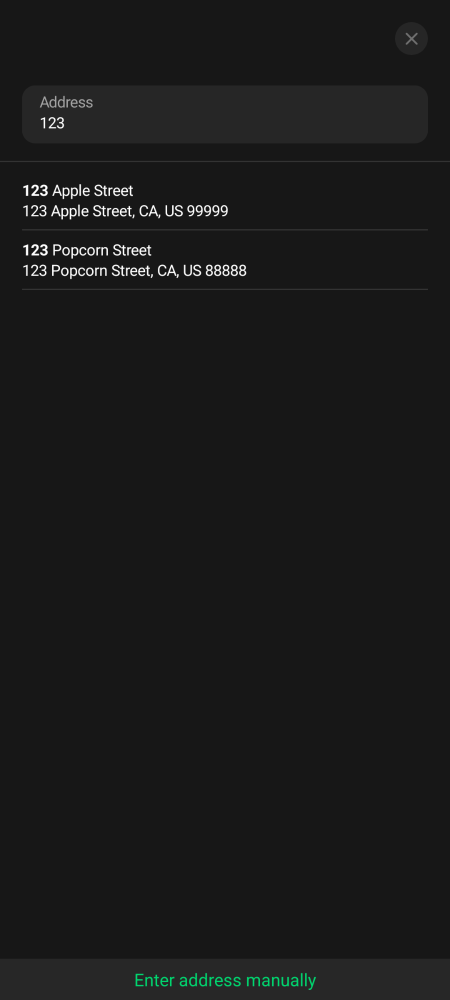 Address
123
123 Apple Street
123 Apple Street, CA, US 99999
123 Popcorn Street
123 Popcorn Street, CA, US 88888
Enter address manually